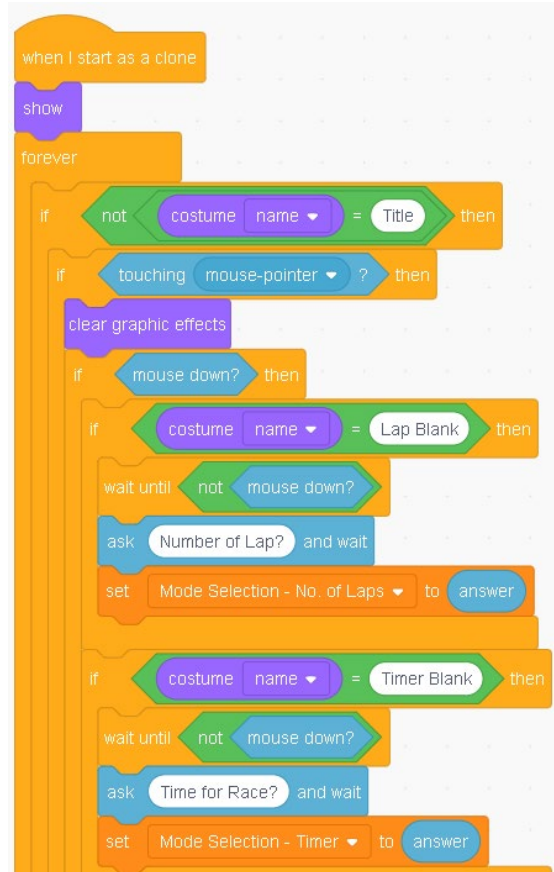 when I start as a clone
show
forever
if not costume name = Title then
if touching mouse-pointer ? then
clear graphic effects
if mouse down? then
if costume name = Lap Blank then
wait until not mouse down?
ask Number of Lap? and wait
set Mode Selection - No. of Laps to answer
if costume name = Timer Blank then
wait until not mouse down?
ask Time for Race? and wait
set Mode Selection - Timer to answer